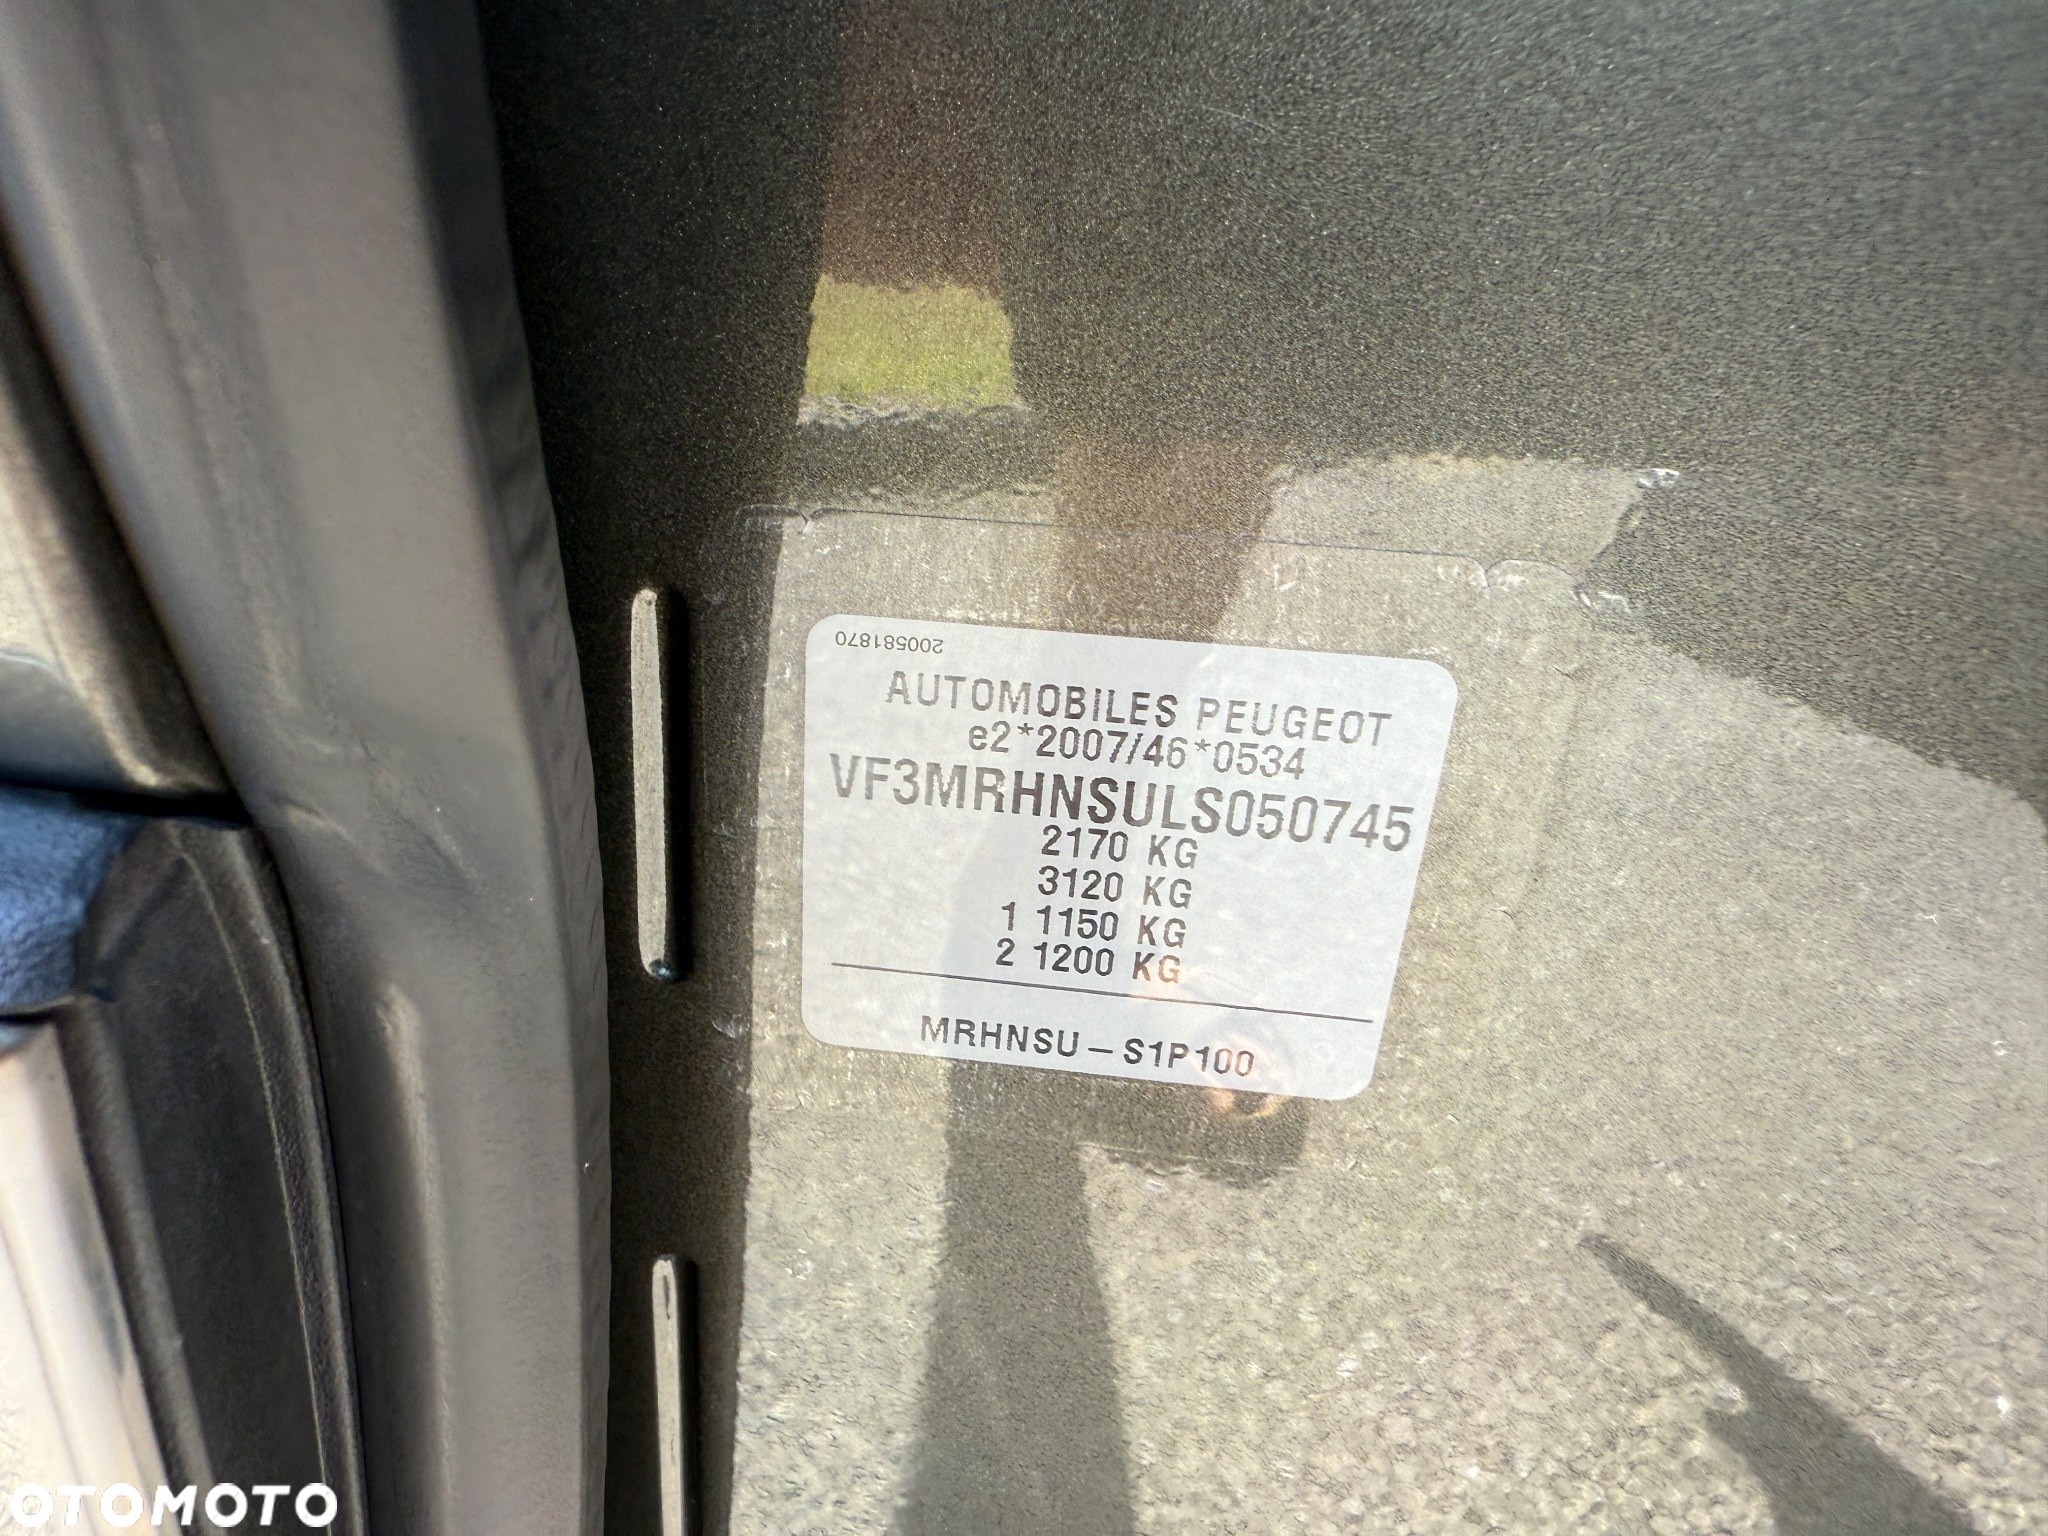 200581870
AUTOMOBILES PEUGEOT
e2*2007/46*0534
VF3MRHNSULS050745
2170 KG
3120 KG
1 1150 KG
2 1200 KG
MRHNSU – S1P100
OTOMOTO